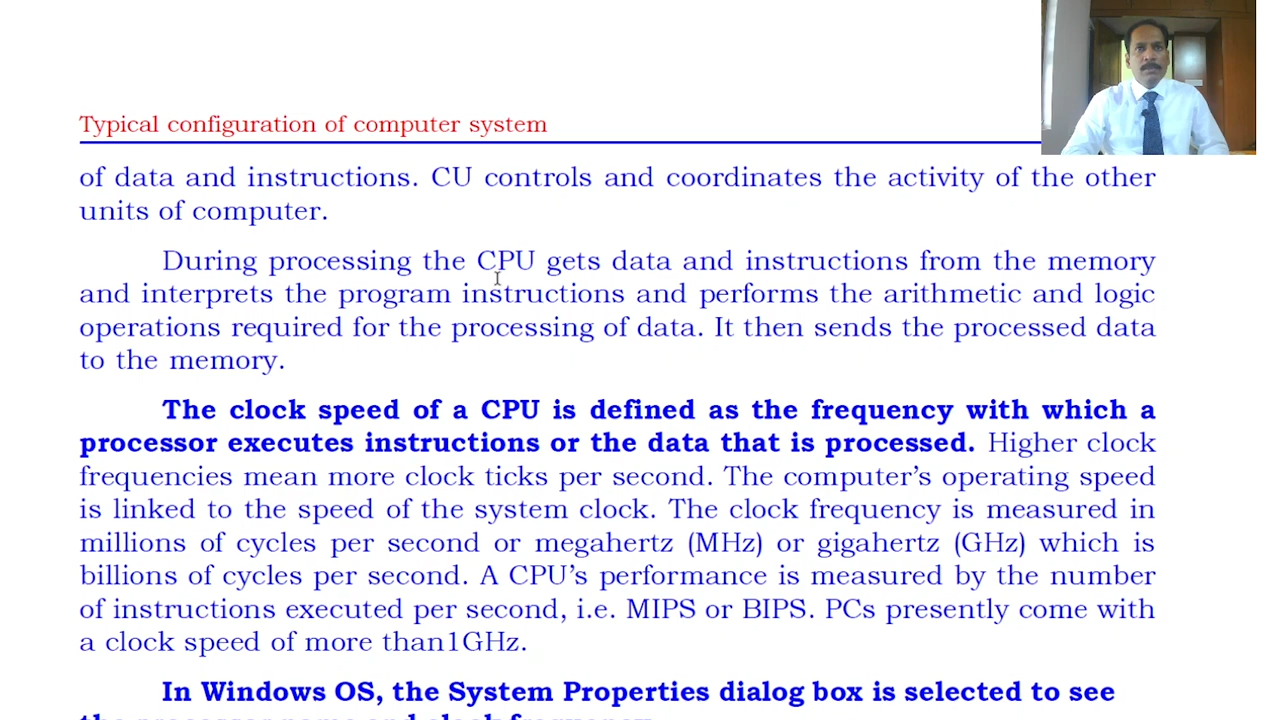 Typical configuration of computer system
of data and instructions. CU controls and coordinates the activity of the other
units of computer.
During processing the CPU gets data and instructions from the memory
and interprets the program instructions and performs the arithmetic and logic
operations required for the processing of data. It then sends the processed data
to the memory.
The clock speed of a CPU is defined as the frequency with which a
processor executes instructions or the data that is processed. Higher clock
frequencies mean more clock ticks per second. The computer's operating speed
is linked to the speed of the system clock. The clock frequency is measured in
millions of cycles per second or megahertz (MHz) or gigahertz (GHz) which is
billions of cycles per second. A CPU's performance is measured by the number
of instructions executed per second, i.e. MIPS or BIPS. PCs presently come with
a clock speed of more than1GHz.
In Windows OS, the System Properties dialog box is selected to see
the processor name and clock frequency.